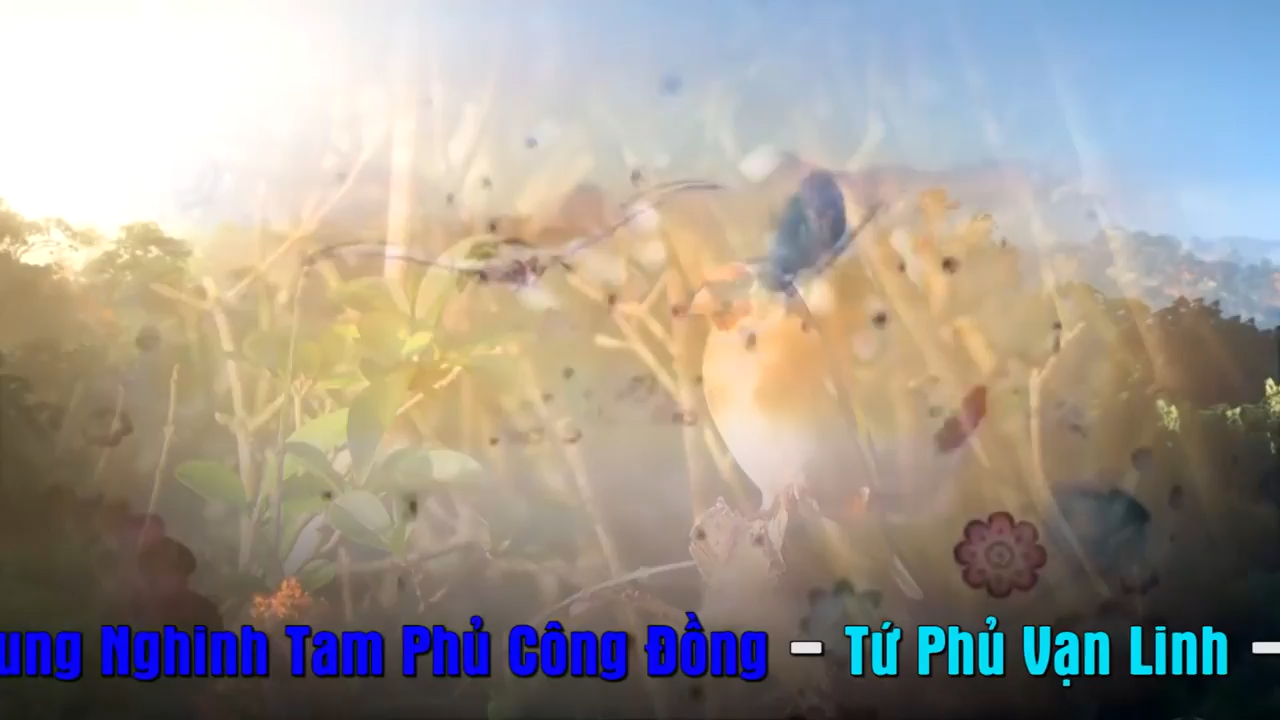 ung Nghinh Tam Phủ Công Đồng – Tứ Phủ Vạn Linh –